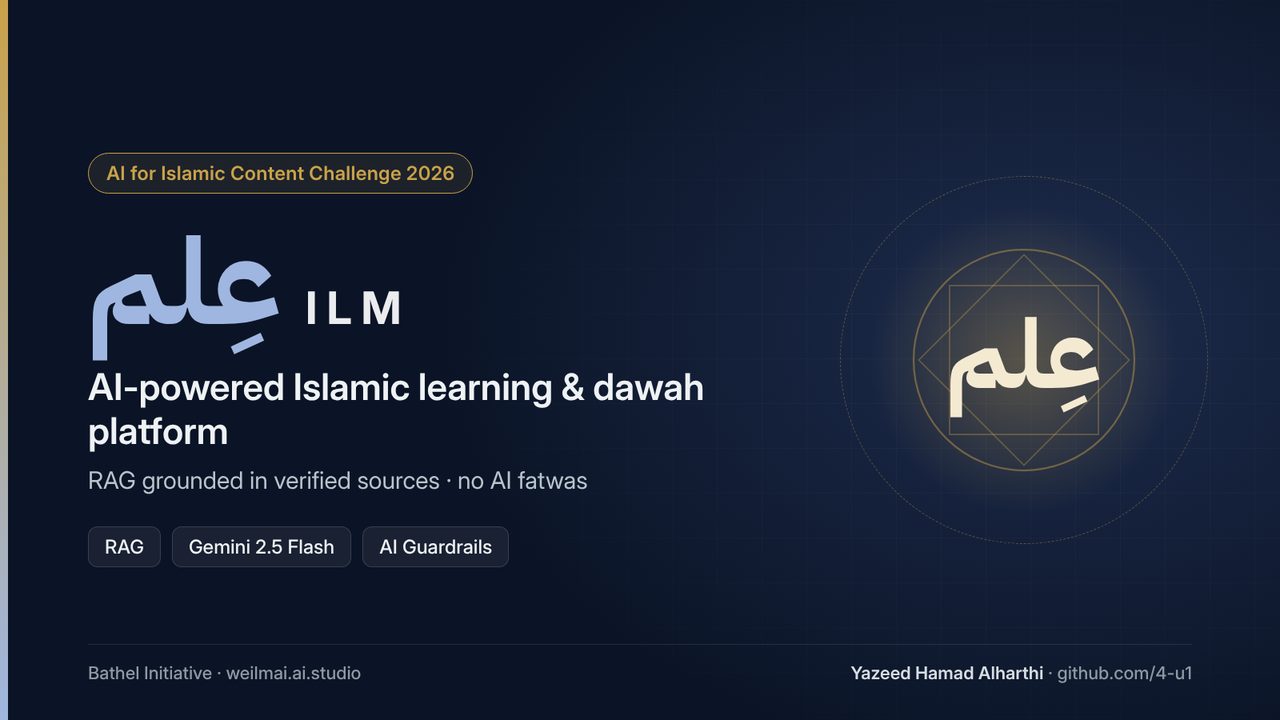 AI for Islamic Content Challenge 2026
عِلم ILM
AI-powered Islamic learning & dawah
platform
RAG grounded in verified sources · no AI fatwas
RAG Gemini 2.5 Flash AI Guardrails
عِلم
Bathel Initiative · weilmai.ai.studio
Yazeed Hamad Alharthi · github.com/4-u1